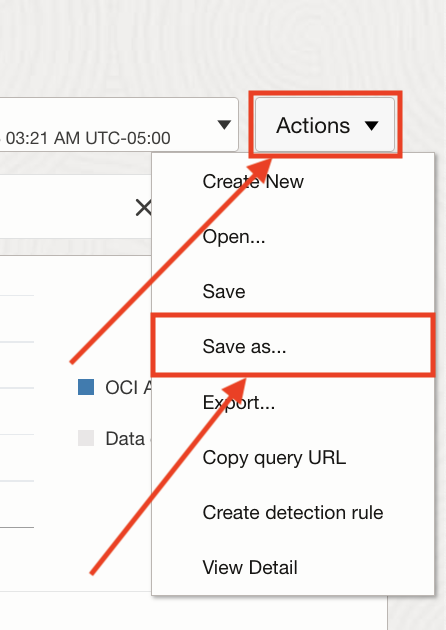 Actions
03:21 AM UTC-05:00
Create New
Open...
Save
Save as...
OCI A
Export...
Data
Copy query URL
Create detection rule
View Detail